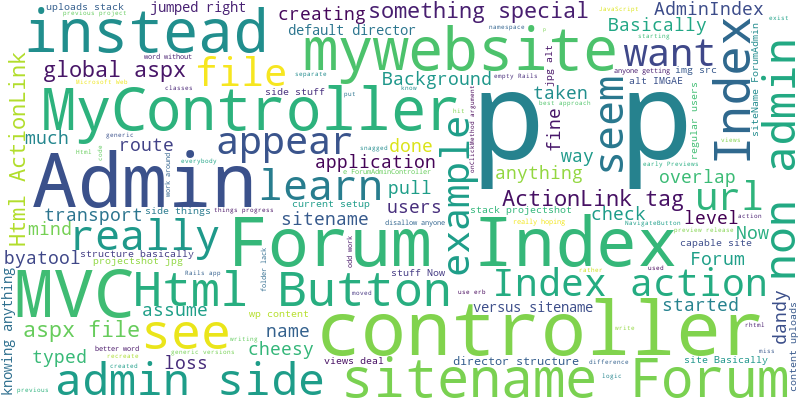 uploads stack
previous project
jumped right
creating
something special
JavaScript
AdminIndex
exist
instead
word without
default director
mywebsite
namespace
p
Basically
starting
global aspx
file
separate
Background
empty Rails
jpg alt
want
anyone getting
img src
alt IMGAE
Index
siteName ForumAdmin
Microsoft web
side stuff
put
classes
know
best approach
Html ActionLink
MyController
example
onClickMethod argument
p p
taken
fine
seem
regular users
non admin
much
route
appear
done
hit
way
early Previews
views
code
Html
generic
work around
snagged
everybody
application
anything
overlap
Admin
learn
© ForumAdminController
pull
ActionLink tag
url
transport
side things
things progress
current setup
users
stack projectshot
check
level
action
mind
really
sitename
disallow anyone
really hoping
NavigateButton
preview release
Now
byatool
structure basically
projectshot jpg
Rails app
Forum
Index
capable site
dandy
knowing anything
MVC
Html Button
folder lack
odd work
stuff Now
rather
used
Forum
assume
moved
use erb
Index action
started
content uploads
aspx file
see
wp content
name
versus sitename
controller
write
rhtml
typed
better word
recreate
loss
writing
cheesy
views deal
director structure
difference
site Basically
miss
previous
created
generic versions
admin side
sitename Forum
logic